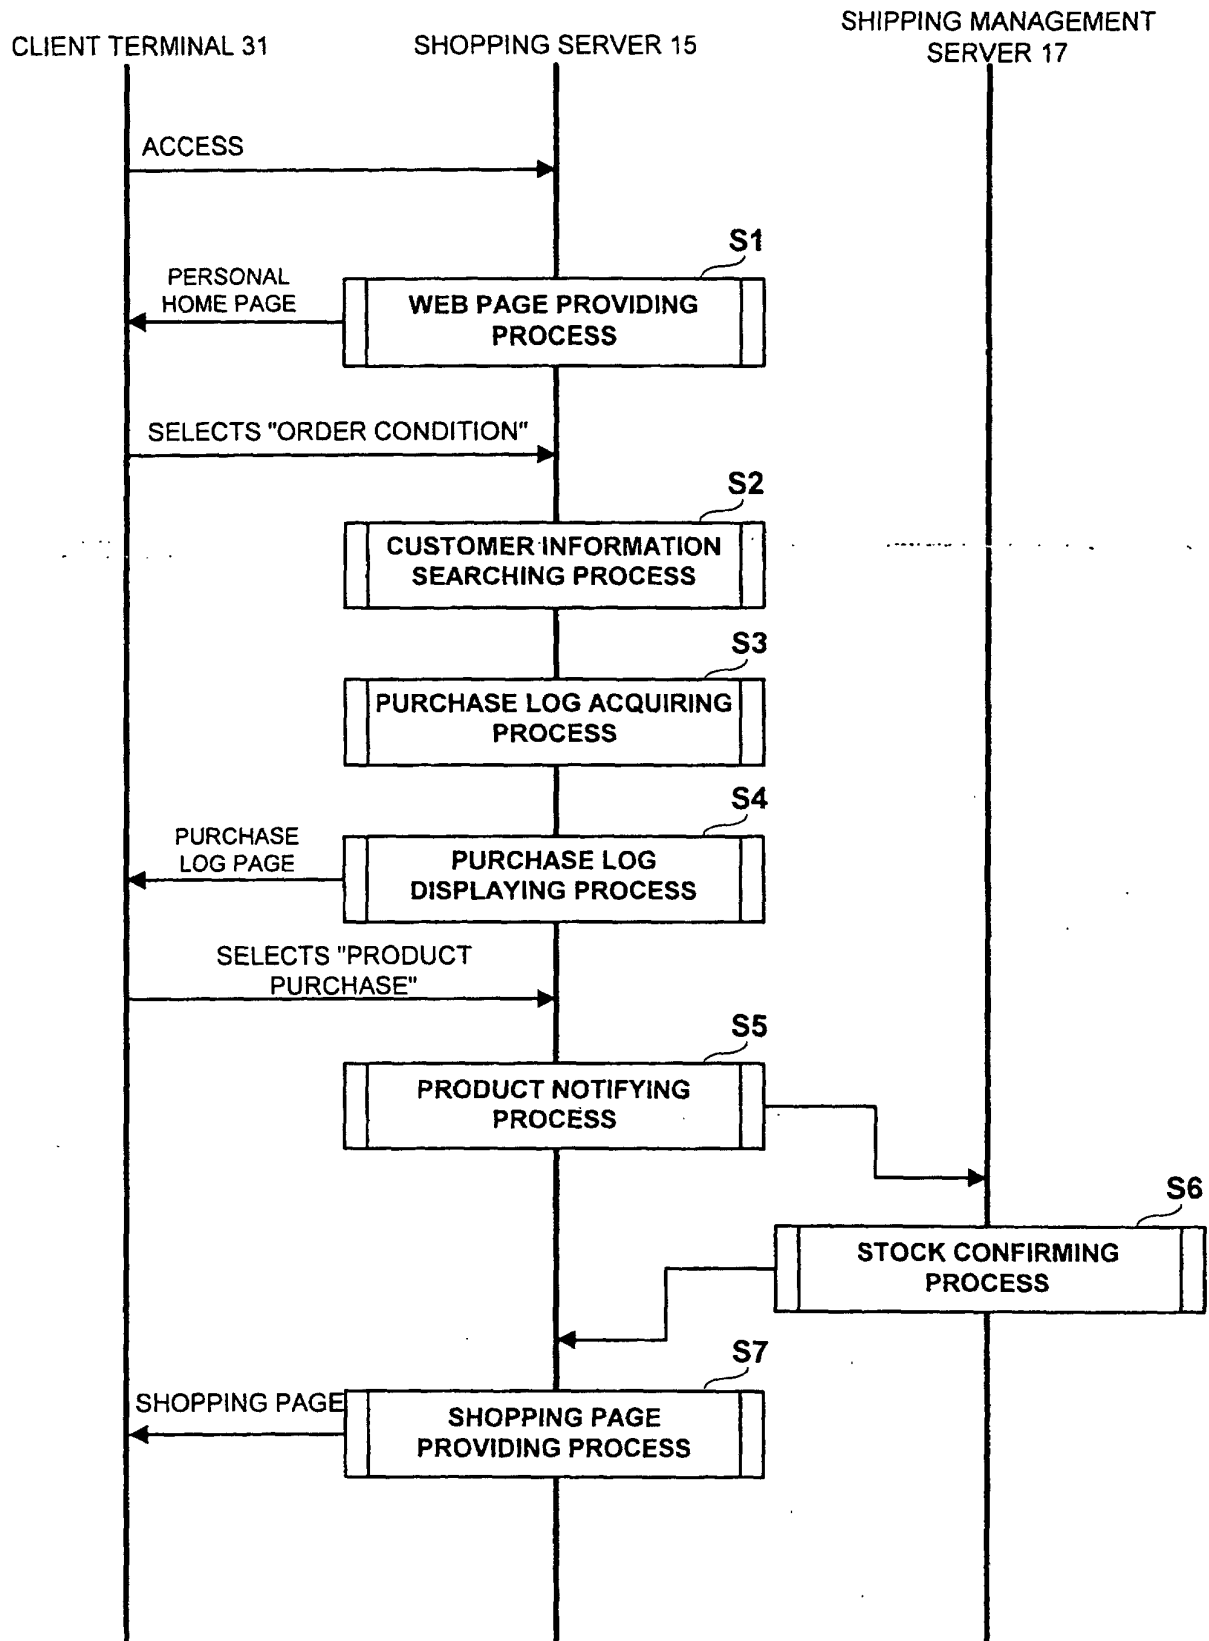 CLIENT TERMINAL 31
SHOPPING SERVER 15
SHIPPING MANAGEMENT
SERVER 17
ACCESS
S1
PERSONAL
HOME PAGE
WEB PAGE PROVIDING
PROCESS
SELECTS "ORDER CONDITION"
S2
CUSTOMER INFORMATION
SEARCHING PROCESS
S3
PURCHASE LOG ACQUIRING
PROCESS
S4
PURCHASE
LOG PAGE
PURCHASE LOG
DISPLAYING PROCESS
SELECTS "PRODUCT
PURCHASE"
S5
PRODUCT NOTIFYING
PROCESS
S6
STOCK CONFIRMING
PROCESS
S7
SHOPPING PAGE
SHOPPING PAGE
PROVIDING PROCESS